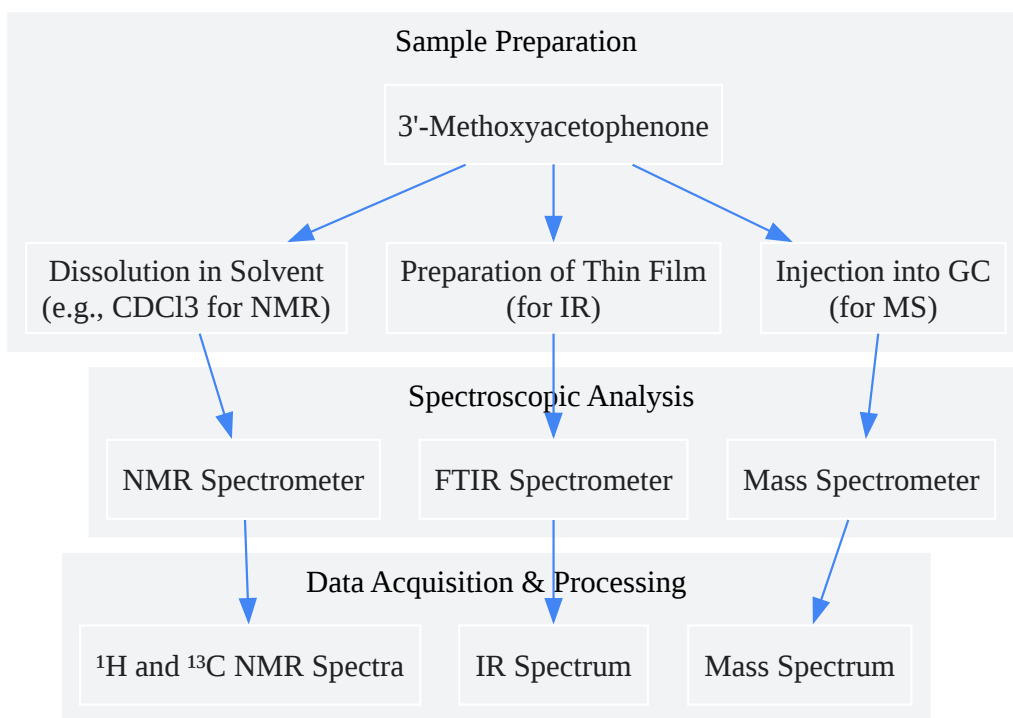 Sample Preparation
3'-Methoxyacetophenone
Dissolution in Solvent
(e.g., CDCl3 for NMR)
Preparation of Thin Film
(for IR)
Injection into GC
(for MS)
Spectroscopic Analysis
NMR Spectrometer
FTIR Spectrometer
Mass Spectrometer
Data Acquisition & Processing
¹H and ¹³C NMR Spectra
IR Spectrum
Mass Spectrum